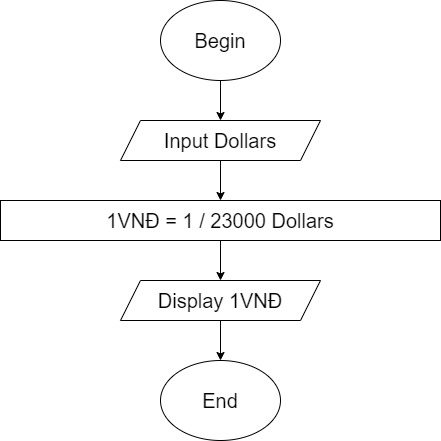 Begin
Input Dollars
1VNĐ = 1 / 23000 Dollars
Display 1VNĐ
End